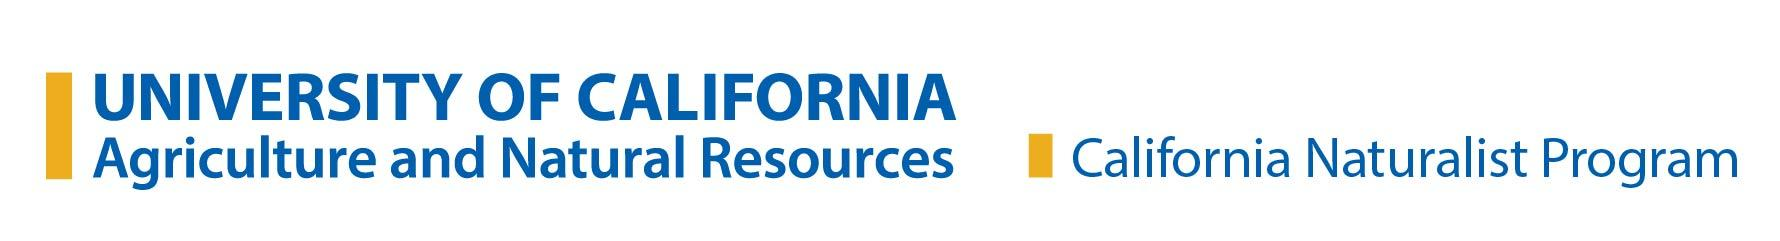 UNIVERSITY OF CALIFORNIA
Agriculture and Natural Resources
California Naturalist Program